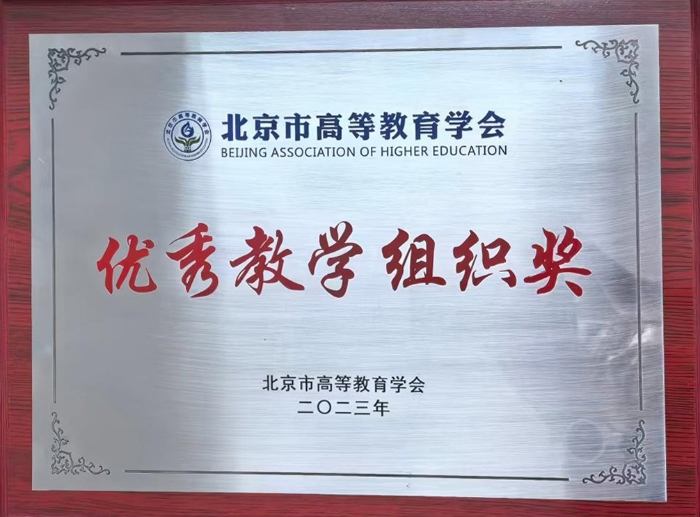 北京市高等教育学会
BEIJING ASSOCIATION OF HIGHER EDUCATION
优秀教学组织奖
北京市高等教育学会
二〇二三年